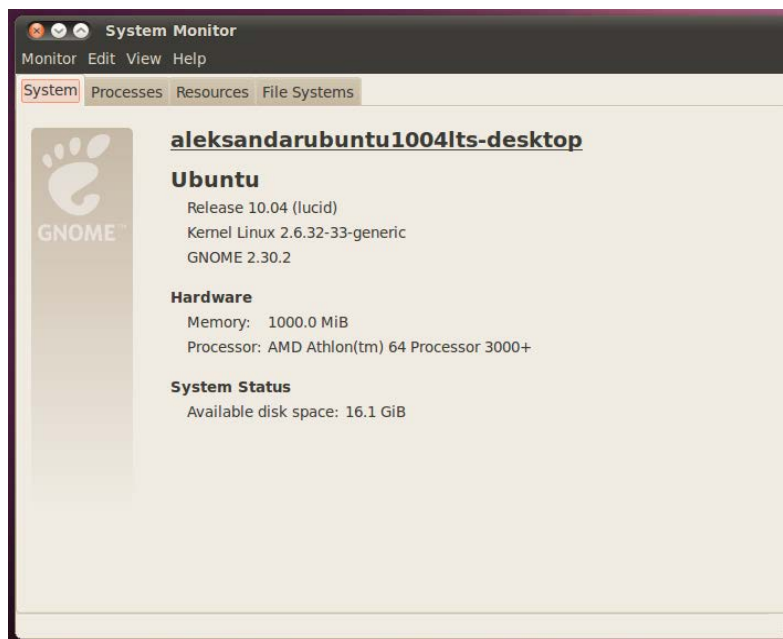 System Monitor
Monitor Edit View Help
System Processes Resources File Systems
aleksandarubuntu1004lts-desktop
Ubuntu
Release 10.04 (lucid)
Kernel Linux 2.6.32-33-generic
GNOME 2.30.2
GNOME™
Hardware
Memory: 1000.0 MiB
Processor: AMD Athlon(tm) 64 Processor 3000+
System Status
Available disk space: 16.1 GiB